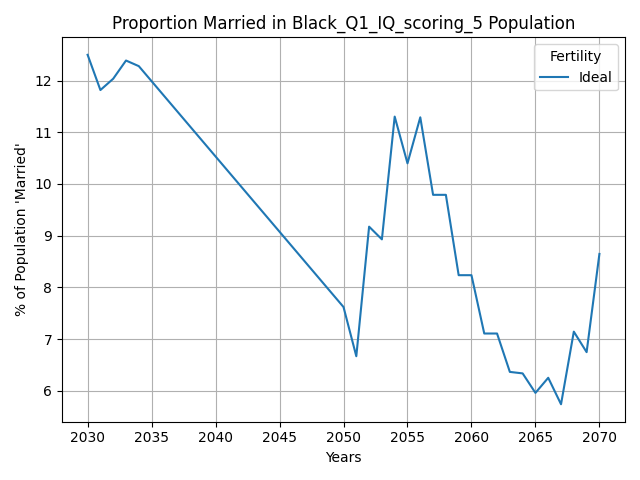 Proportion Married in Black_Q1_IQ_scoring_5 Population
Fertility
Ideal
% of Population 'Married'
12
11
10
9
8
7
6
2030 2035 2040 2045 2050 2055 2060 2065 2070
Years